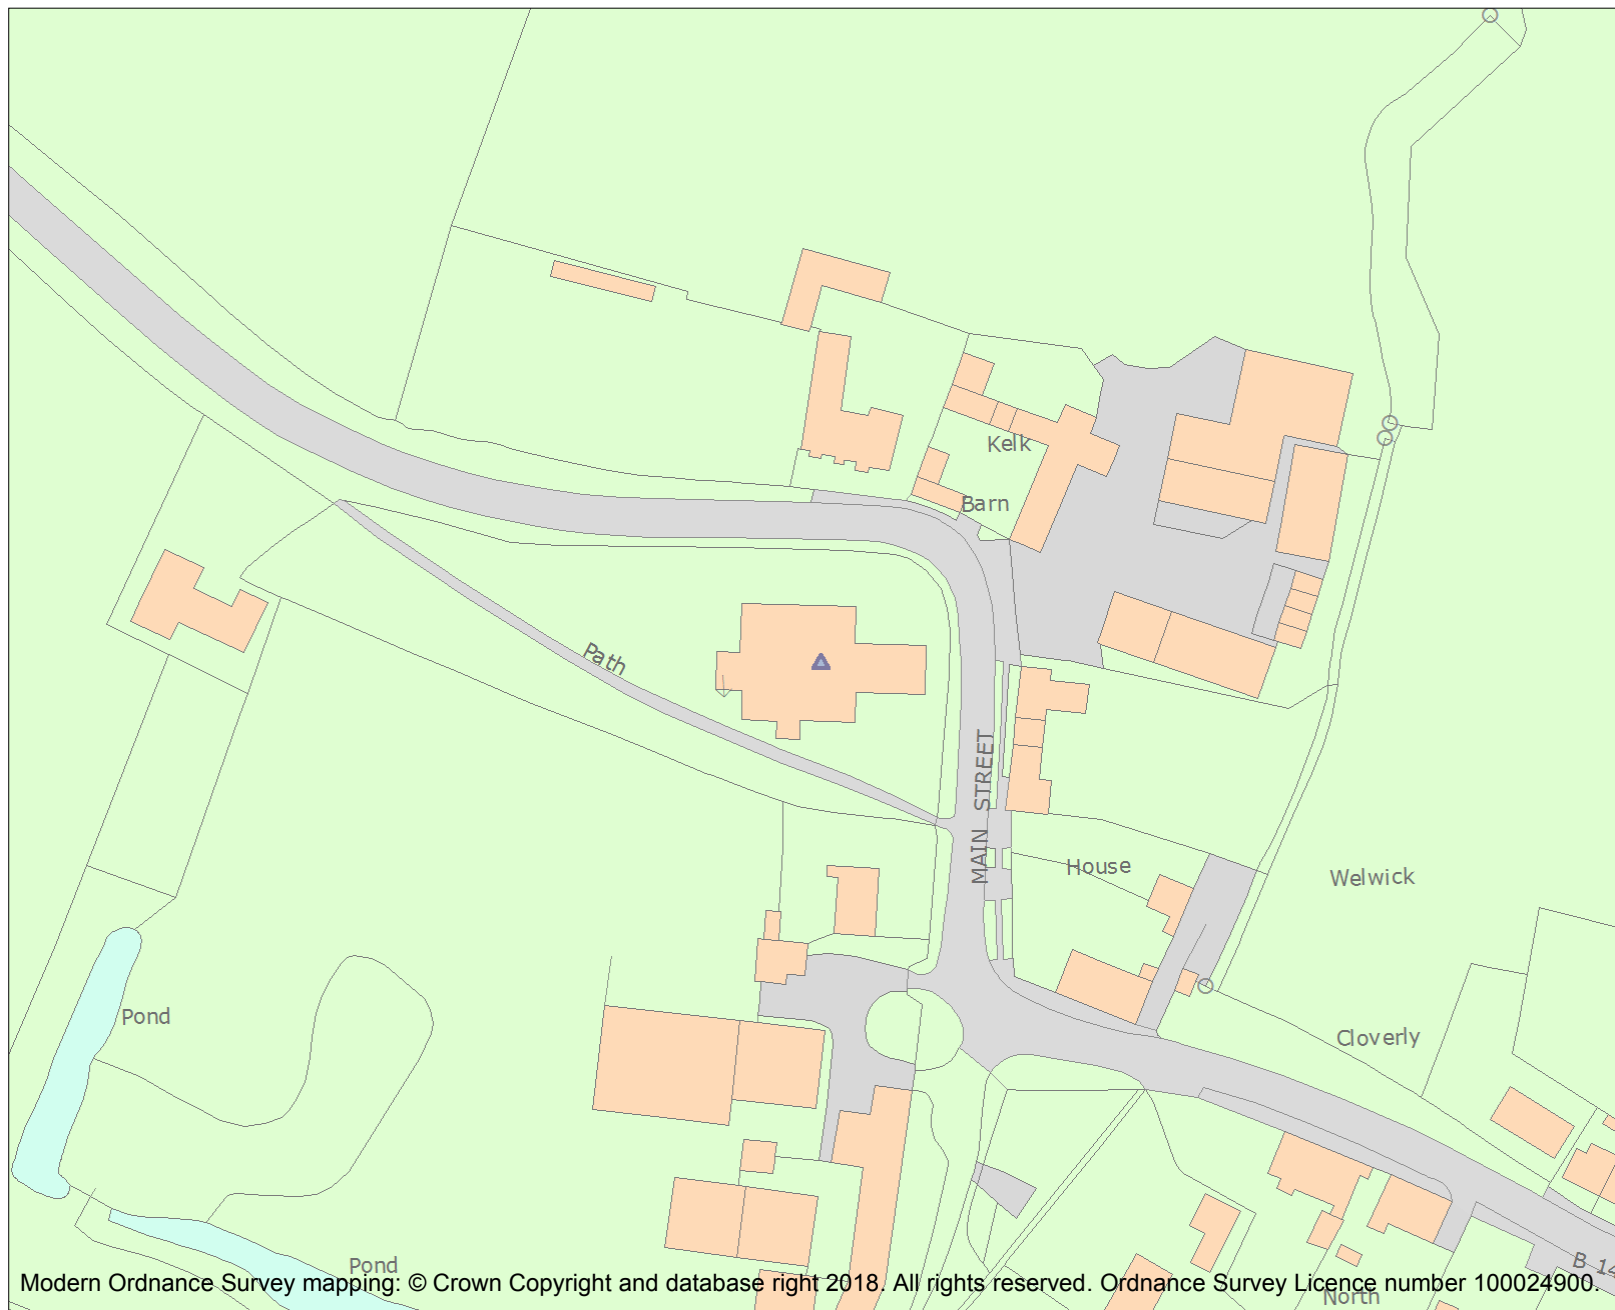 Kelk
Barn
Path
MAIN STREET
House
Welwick
Pond
Cloverly
Pond
B 14
North
Modern Ordnance Survey mapping: © Crown Copyright and database right 2018. All rights reserved. Ordnance Survey Licence number 100024900.